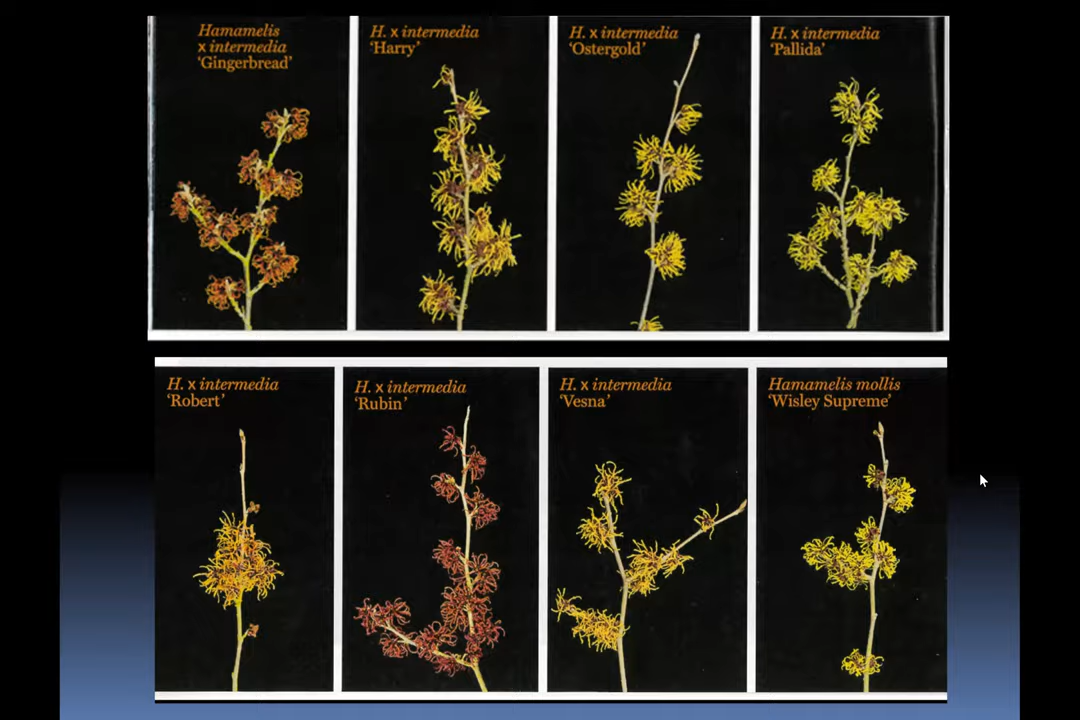 Hamamelis
x intermedia
‘Gingerbread’
H. x intermedia
‘Harry’
H. x intermedia
‘Ostergold’
H. x intermedia
‘Pallida’
H. x intermedia
‘Robert’
H. x intermedia
‘Rubin’
H. x intermedia
‘Vesna’
Hamamelis mollis
‘Wisley Supreme’